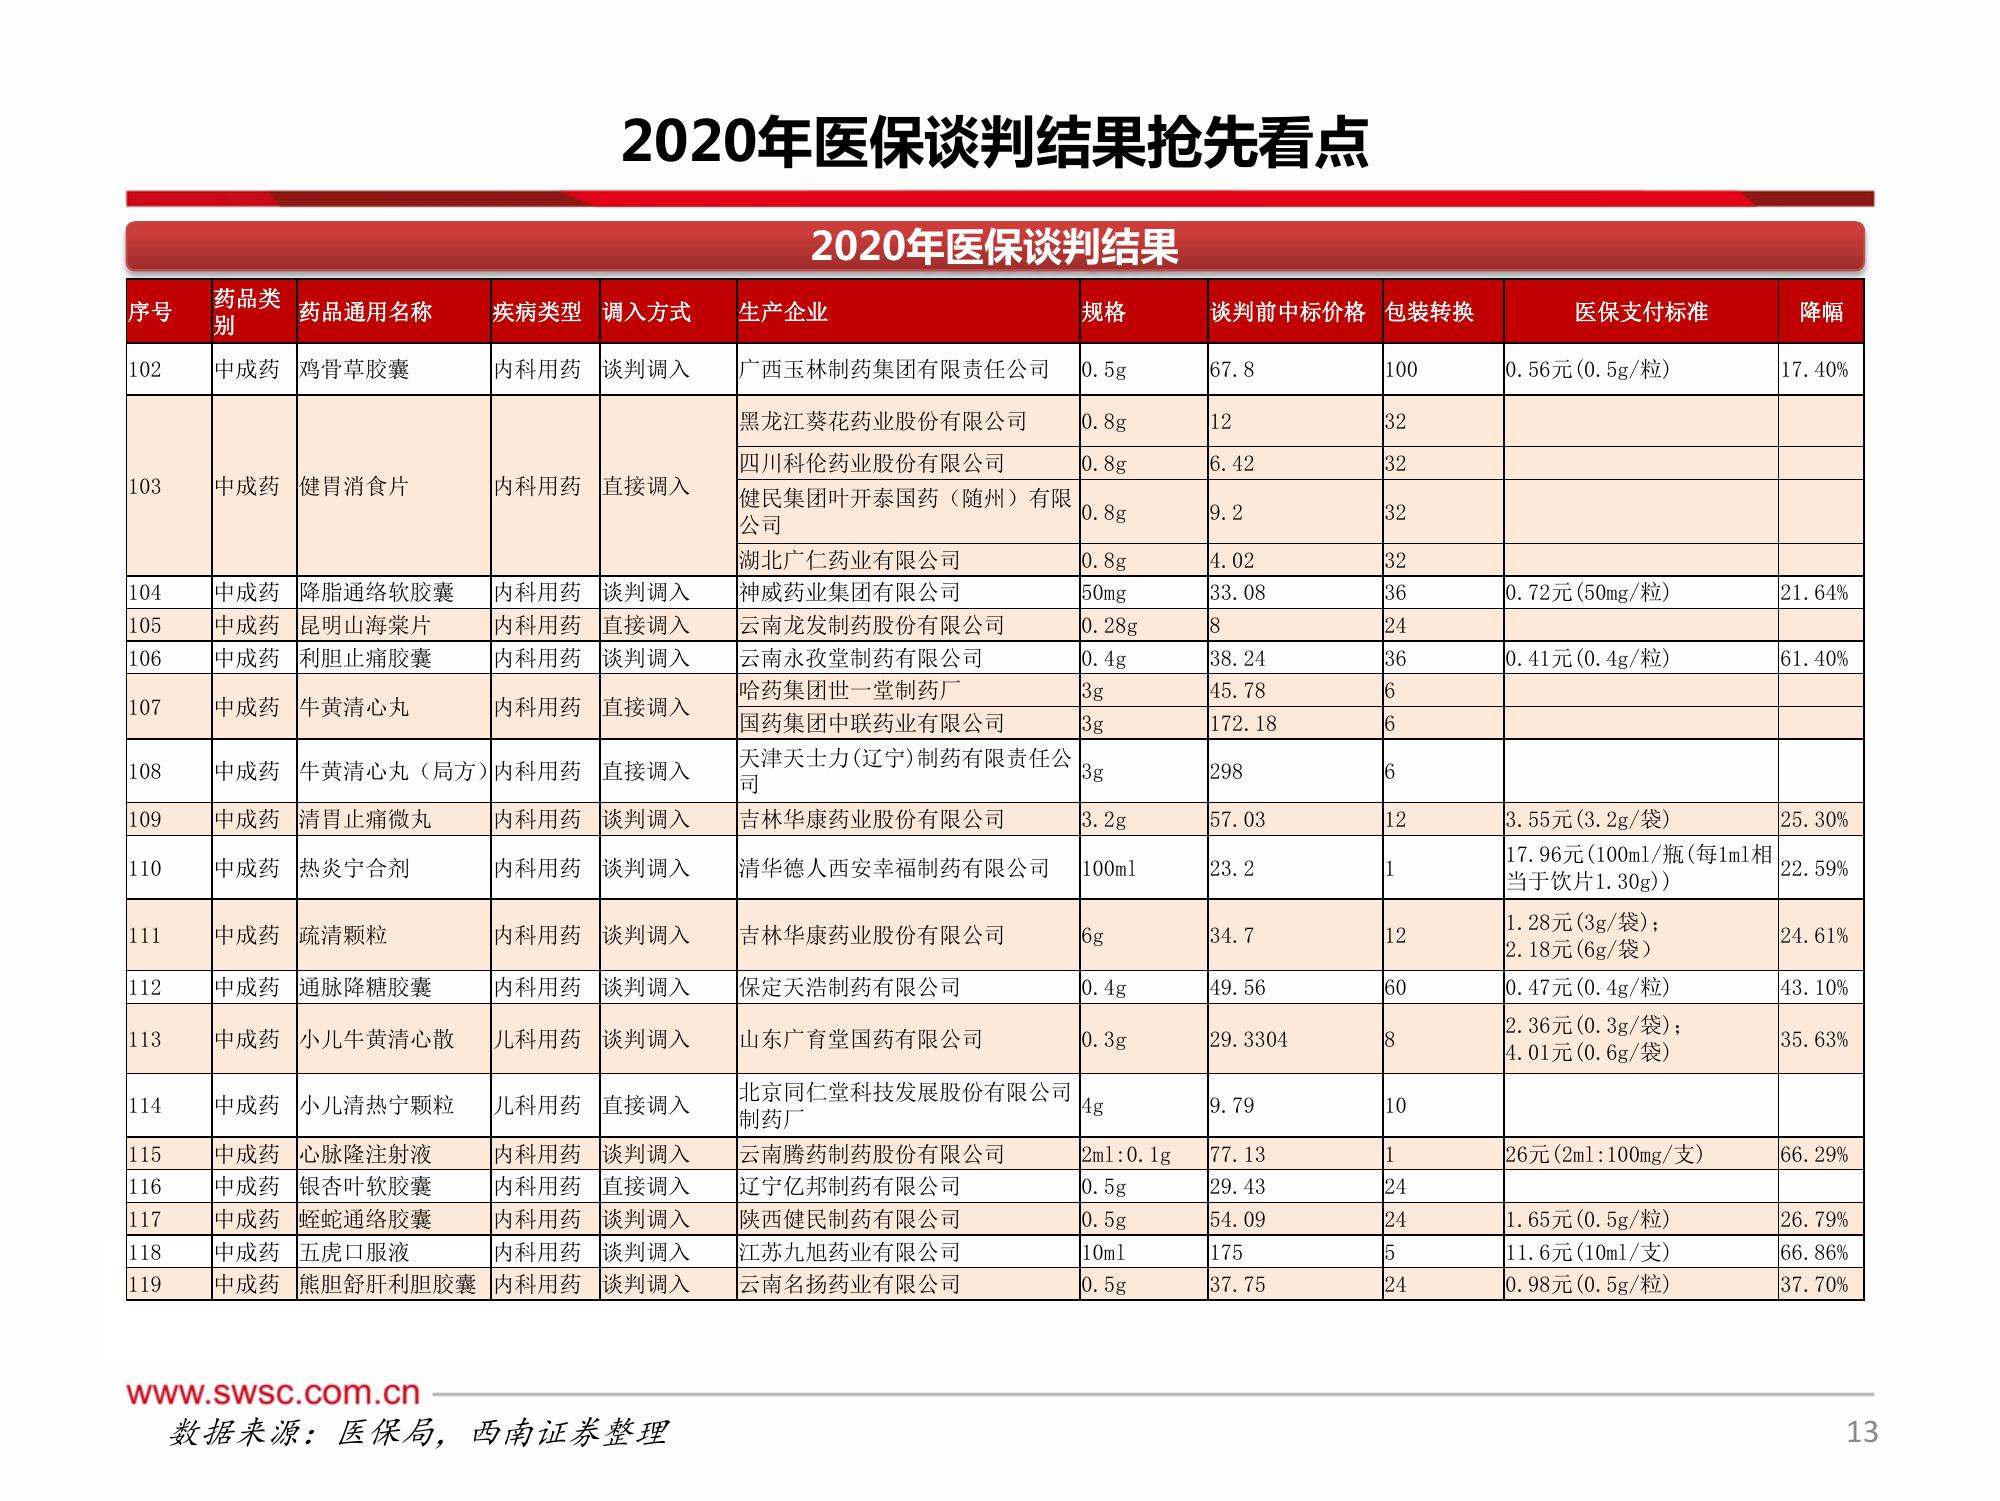 2020年医保谈判结果抢先看点
2020年医保谈判结果
序号 药品类别 药品通用名称 疾病类型 调入方式 生产企业 规格 谈判前中标价格 包装转换 医保支付标准 降幅
102 中成药 鸡骨草胶囊 内科用药 谈判调入 广西玉林制药集团有限责任公司 0.5g 67.8 100 0.56元(0.5g/粒) 17.40%
103 中成药 健胃消食片 内科用药 直接调入 黑龙江葵花药业股份有限公司 0.8g 12 32
四川科伦药业股份有限公司 0.8g 6.42 32
健民集团叶开泰国药（随州）有限公司 0.8g 9.2 32
湖北广仁药业有限公司 0.8g 4.02 32
104 中成药 降脂通络软胶囊 内科用药 谈判调入 神威药业集团有限公司 50mg 33.08 36 0.72元(50mg/粒) 21.64%
105 中成药 昆明山海棠片 内科用药 直接调入 云南龙发制药股份有限公司 0.28g 8 24
106 中成药 利胆止痛胶囊 内科用药 谈判调入 云南永孜堂制药有限公司 0.4g 38.24 36 0.41元(0.4g/粒) 61.40%
107 中成药 牛黄清心丸 内科用药 直接调入 哈药集团世一堂制药厂 3g 45.78 6
国药集团中联药业有限公司 3g 172.18 6
108 中成药 牛黄清心丸（局方） 内科用药 直接调入 天津天士力(辽宁)制药有限责任公司 3g 298 6
109 中成药 清胃止痛微丸 内科用药 谈判调入 吉林华康药业股份有限公司 3.2g 57.03 12 3.55元(3.2g/袋) 25.30%
110 中成药 热炎宁合剂 内科用药 谈判调入 清华德人西安幸福制药有限公司 100ml 23.2 1 17.96元(100ml/瓶(每1ml相当于饮片1.30g)) 22.59%
111 中成药 疏清颗粒 内科用药 谈判调入 吉林华康药业股份有限公司 6g 34.7 12 1.28元(3g/袋)；2.18元(6g/袋） 24.61%
112 中成药 通脉降糖胶囊 内科用药 谈判调入 保定天浩制药有限公司 0.4g 49.56 60 0.47元(0.4g/粒) 43.10%
113 中成药 小儿牛黄清心散 儿科用药 谈判调入 山东广育堂国药有限公司 0.3g 29.3304 8 2.36元(0.3g/袋)；4.01元(0.6g/袋) 35.63%
114 中成药 小儿清热宁颗粒 儿科用药 直接调入 北京同仁堂科技发展股份有限公司制药厂 4g 9.79 10
115 中成药 心脉隆注射液 内科用药 谈判调入 云南腾药制药股份有限公司 2ml:0.1g 77.13 1 26元(2ml:100mg/支) 66.29%
116 中成药 银杏叶软胶囊 内科用药 直接调入 辽宁亿邦制药有限公司 0.5g 29.43 24
117 中成药 蛭蛇通络胶囊 内科用药 谈判调入 陕西健民制药有限公司 0.5g 54.09 24 1.65元(0.5g/粒) 26.79%
118 中成药 五虎口服液 内科用药 谈判调入 江苏九旭药业有限公司 10ml 175 5 11.6元(10ml/支) 66.86%
119 中成药 熊胆舒肝利胆胶囊 内科用药 谈判调入 云南名扬药业有限公司 0.5g 37.75 24 0.98元(0.5g/粒) 37.70%
www.swsc.com.cn
数据来源：医保局，西南证券整理
13